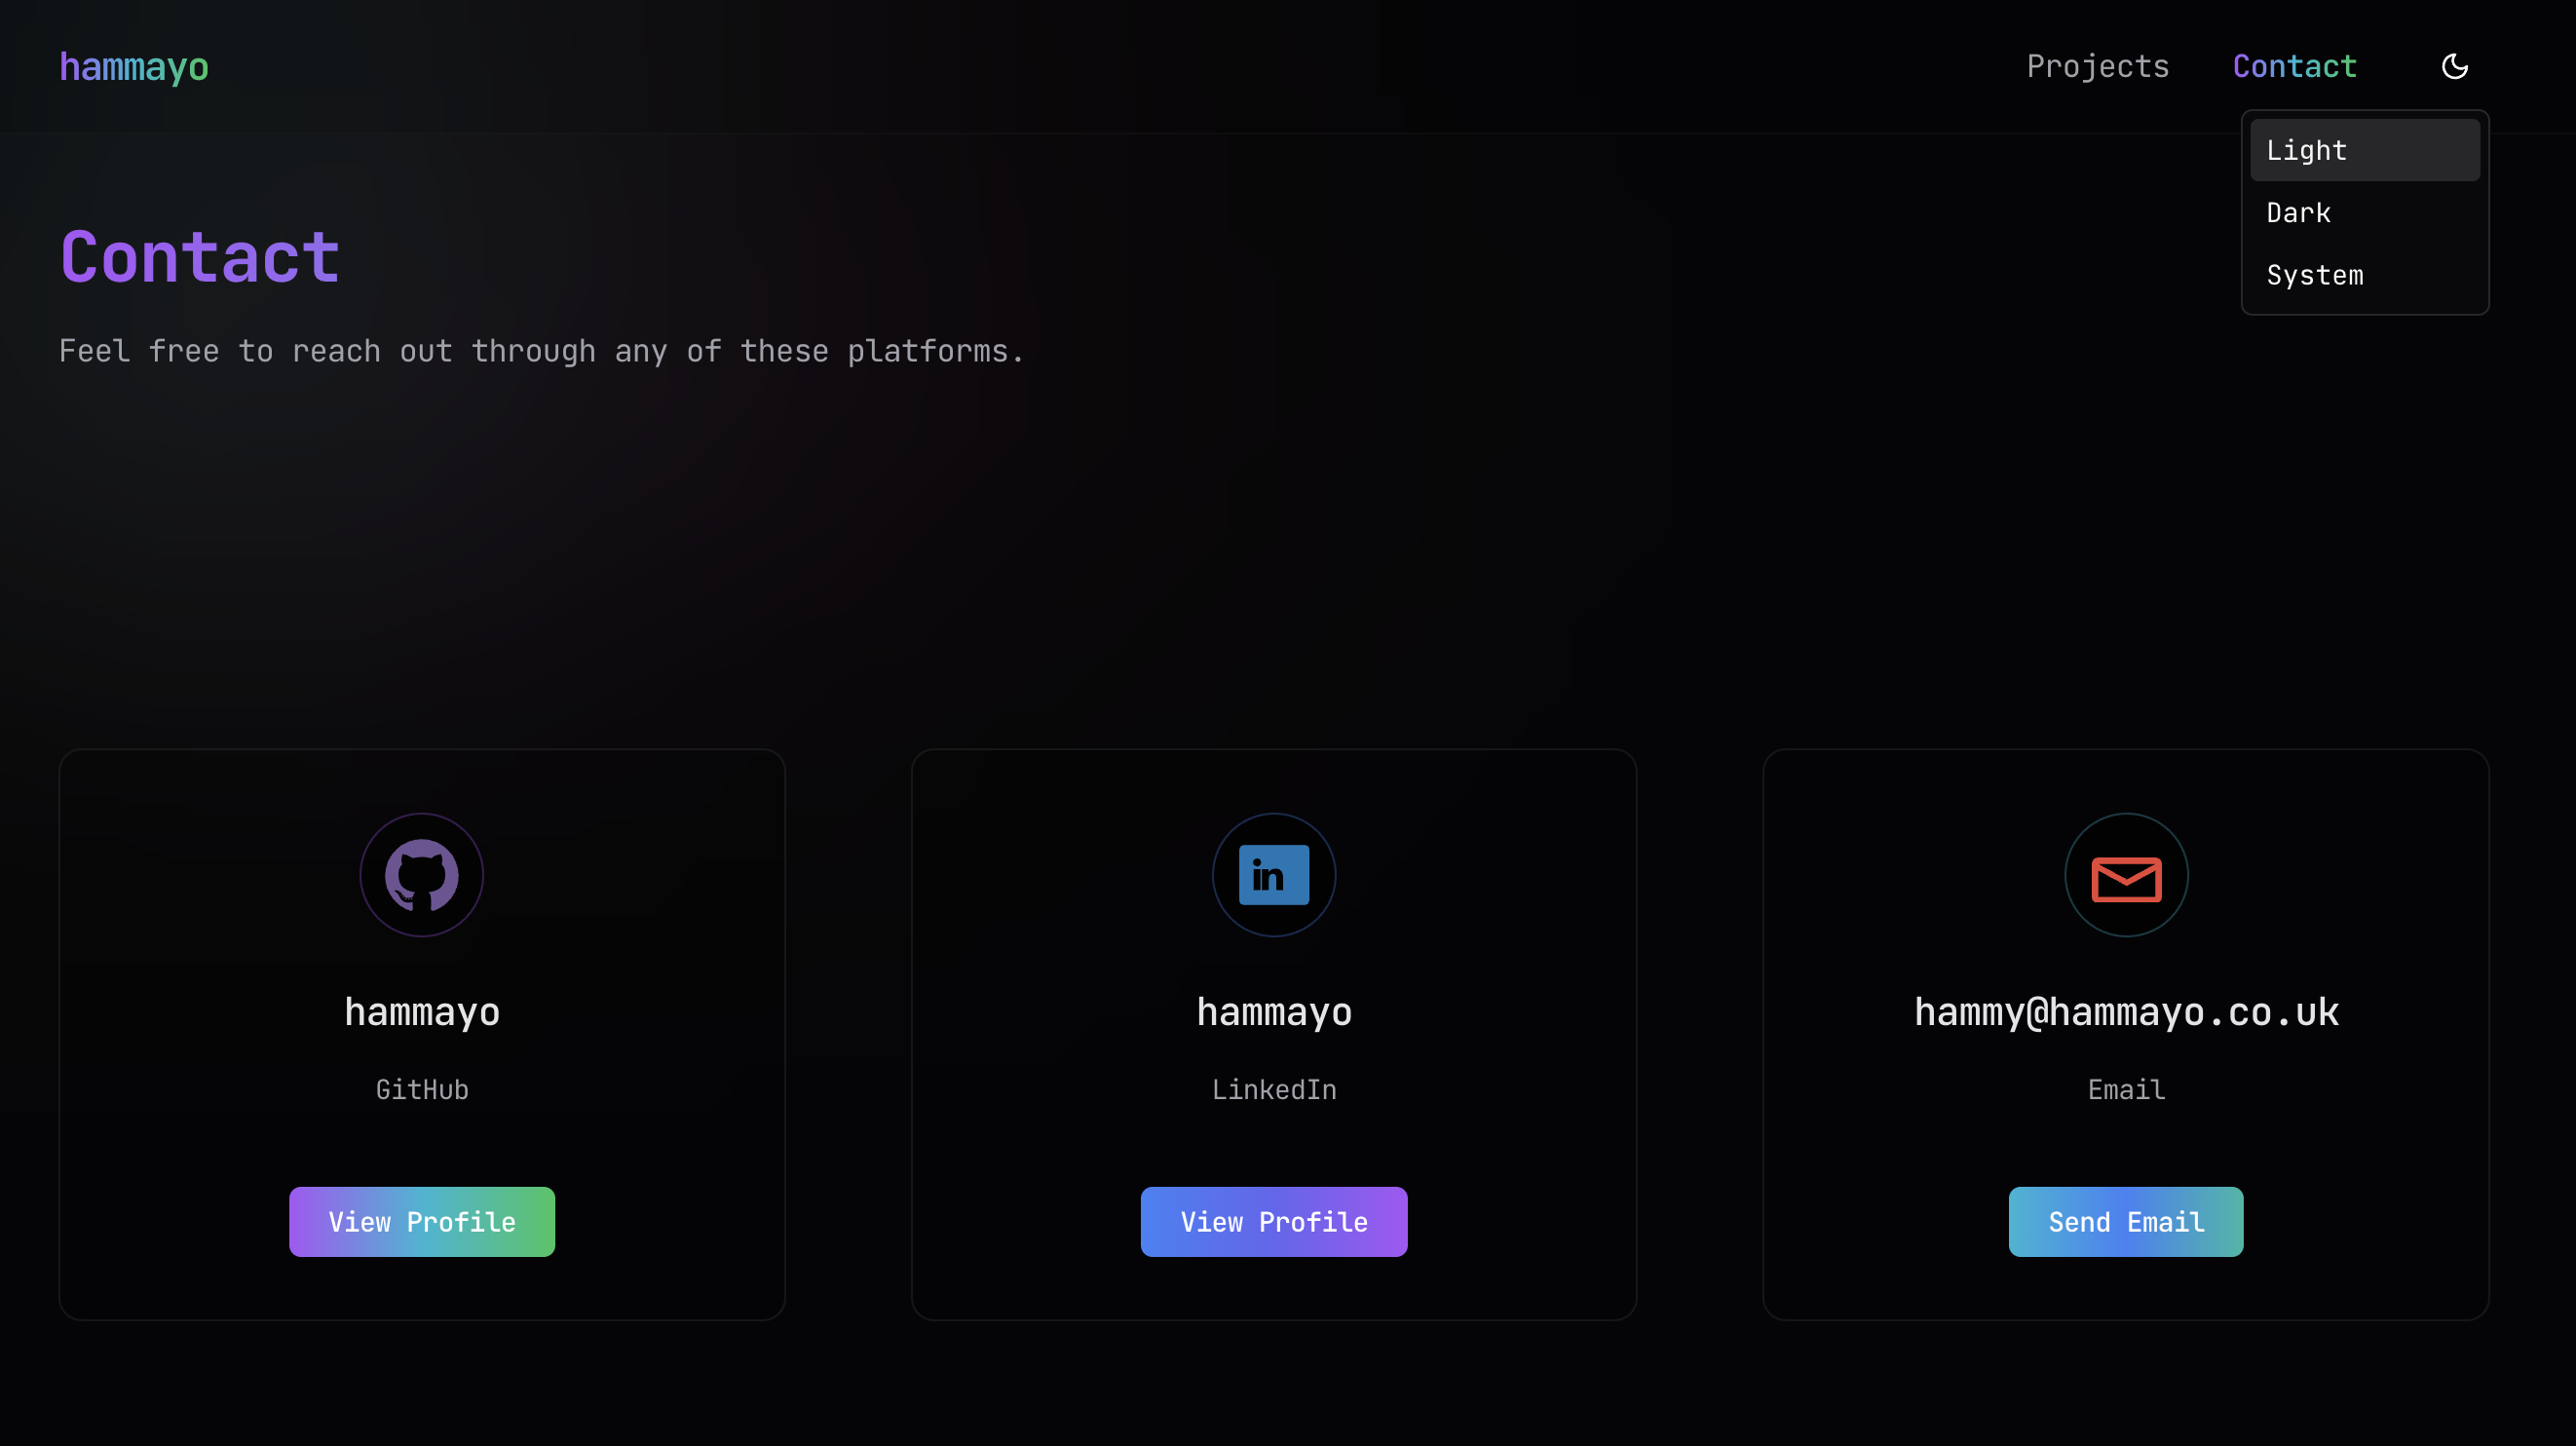 hammayo
Projects
Contact
Light
Dark
System
Contact
Feel free to reach out through any of these platforms.
in
hammayo
GitHub
View Profile
hammayo
LinkedIn
View Profile
hammy@hammayo.co.uk
Email
Send Email